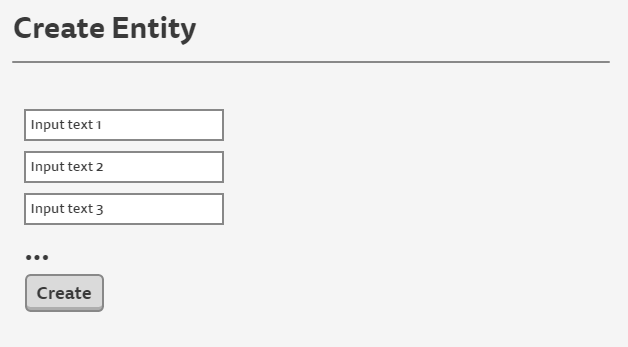 Create Entity
Input text 1
Input text 2
Input text 3
...
Create